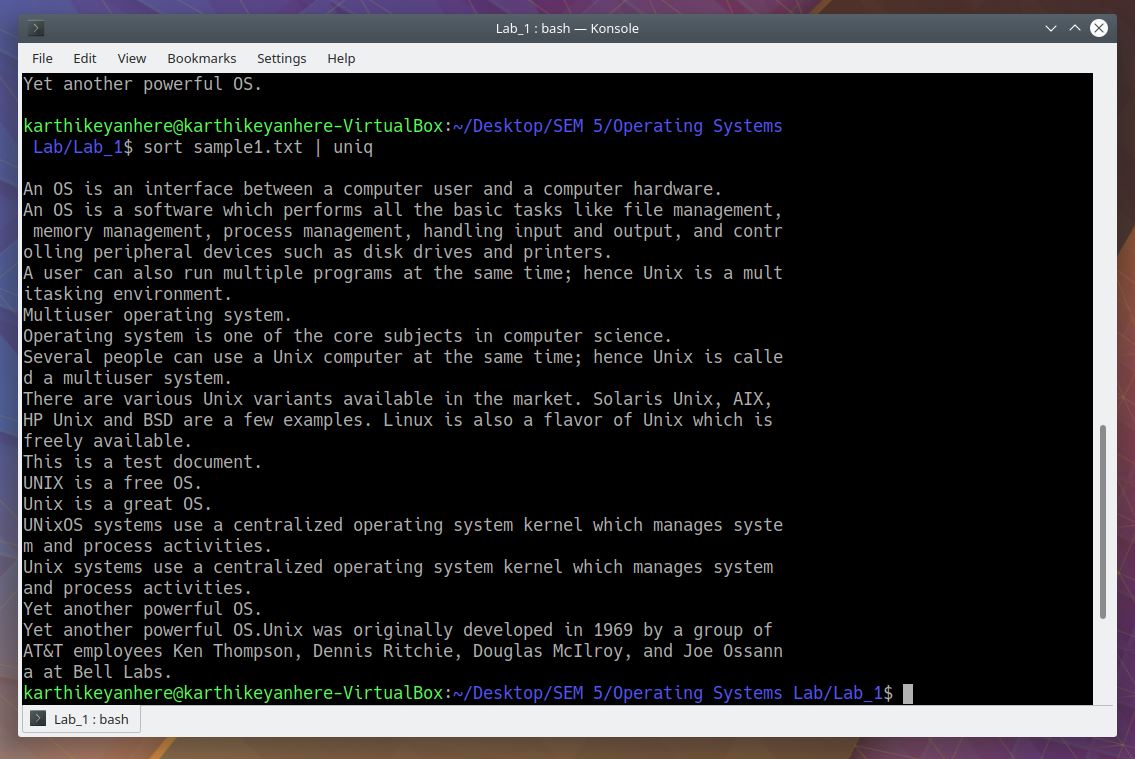 Lab_1 : bash — Konsole
File Edit View Bookmarks Settings Help
Yet another powerful OS.
karthikeyanhere@karthikeyanhere-VirtualBox:~/Desktop/SEM 5/Operating Systems
 Lab/Lab_1$ sort sample1.txt | uniq
An OS is an interface between a computer user and a computer hardware.
An OS is a software which performs all the basic tasks like file management,
 memory management, process management, handling input and output, and contr
olling peripheral devices such as disk drives and printers.
A user can also run multiple programs at the same time; hence Unix is a mult
itasking environment.
Multiuser operating system.
Operating system is one of the core subjects in computer science.
Several people can use a Unix computer at the same time; hence Unix is calle
d a multiuser system.
There are various Unix variants available in the market. Solaris Unix, AIX,
HP Unix and BSD are a few examples. Linux is also a flavor of Unix which is
freely available.
This is a test document.
UNIX is a free OS.
Unix is a great OS.
UNixOS systems use a centralized operating system kernel which manages syste
m and process activities.
Unix systems use a centralized operating system kernel which manages system
and process activities.
Yet another powerful OS.
Yet another powerful OS.Unix was originally developed in 1969 by a group of
AT&T employees Ken Thompson, Dennis Ritchie, Douglas McIlroy, and Joe Ossann
a at Bell Labs.
karthikeyanhere@karthikeyanhere-VirtualBox:~/Desktop/SEM 5/Operating Systems Lab/Lab_1$
Lab_1 : bash